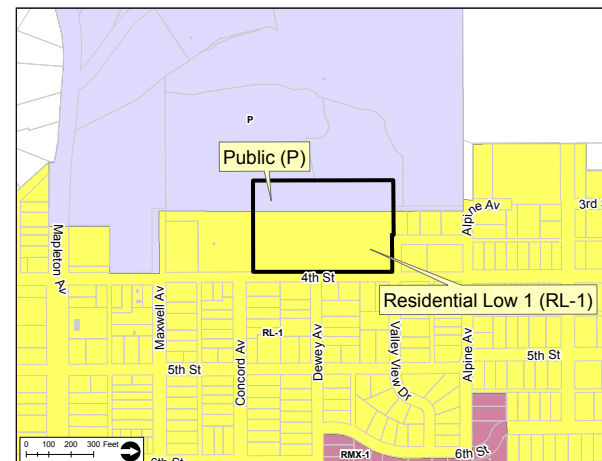 P
Public (P)
3rd S
Alpine Av
Mapleton Av
4th St
Residential Low 1 (RL-1)
Maxwell Av
Concord Av
RL-1
Dewey Av
Valley View Dr
Alpine Av
5th St
5th St
0 100 200 300 Feet
6th St
RMX-1
6th St